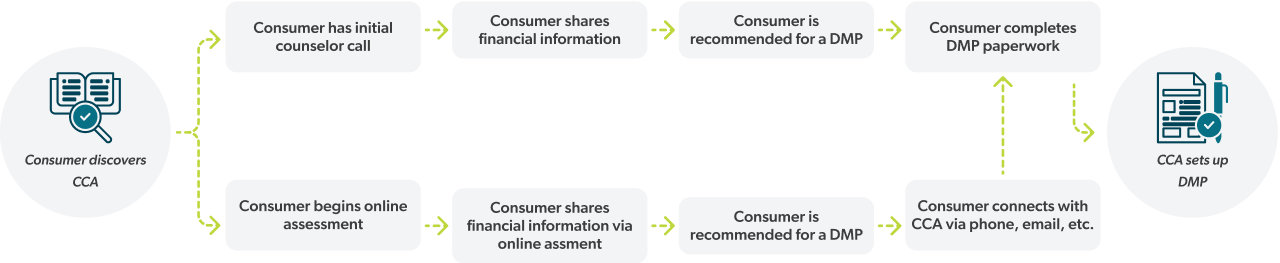 Consumer discovers
CCA
Consumer has initial
counselor call
Consumer shares
financial information
Consumer is
recommended for a DMP
Consumer completes
DMP paperwork
Consumer begins online
assessment
Consumer shares
financial information via
online assment
Consumer is
recommended for a DMP
Consumer connects with
CCA via phone, email, etc.
CCA sets up
DMP